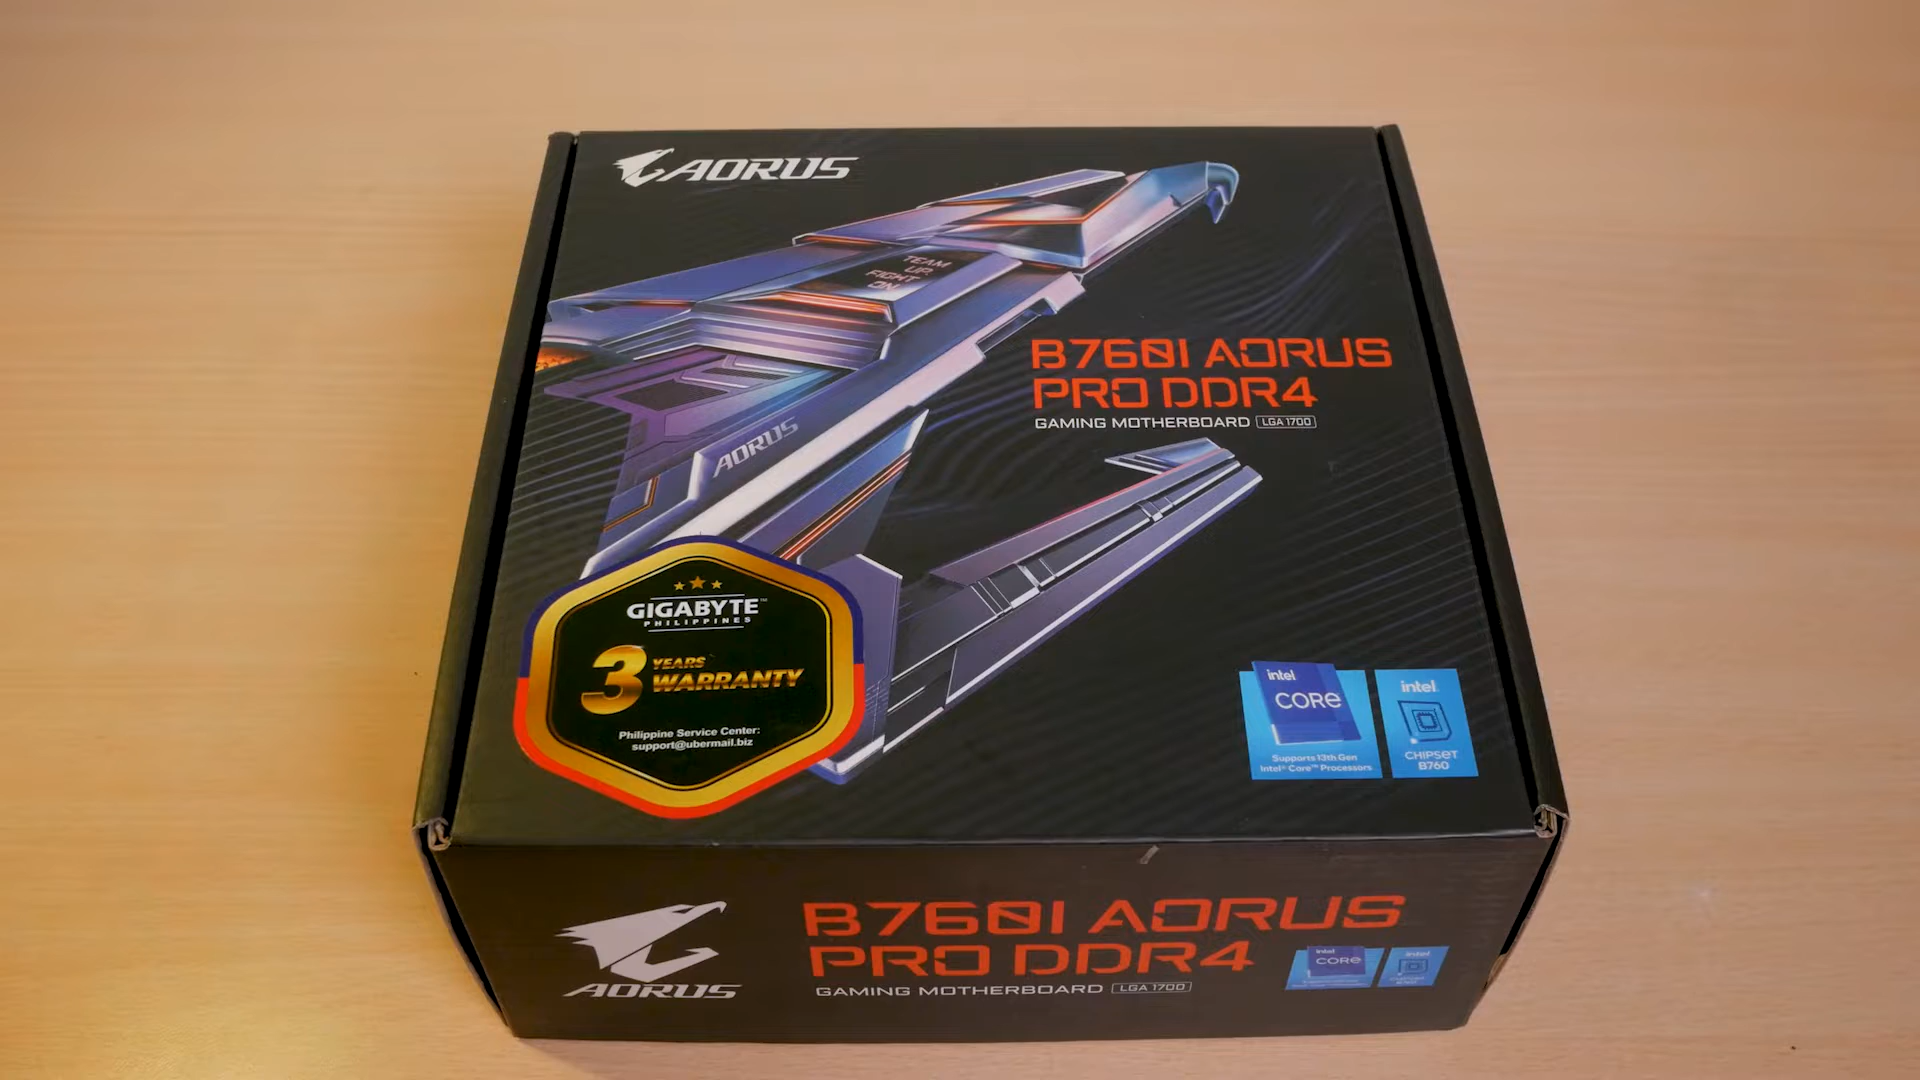 AORUS
TEAM
UP.
FIGHT
ON.
B760I AORUS
PRO DDR4
GAMING MOTHERBOARD LGA 1700
AORUS
GIGABYTE™
PHILIPPINES
3 YEARS
WARRANTY
Philippine Service Center:
support@ubermail.biz
intel
CORE
Supports 13th Gen
Intel® Core™ Processors
intel
CHIPSET
B760
B760I AORUS
PRO DDR4
GAMING MOTHERBOARD LGA 1700
AORUS
intel
CORE
intel